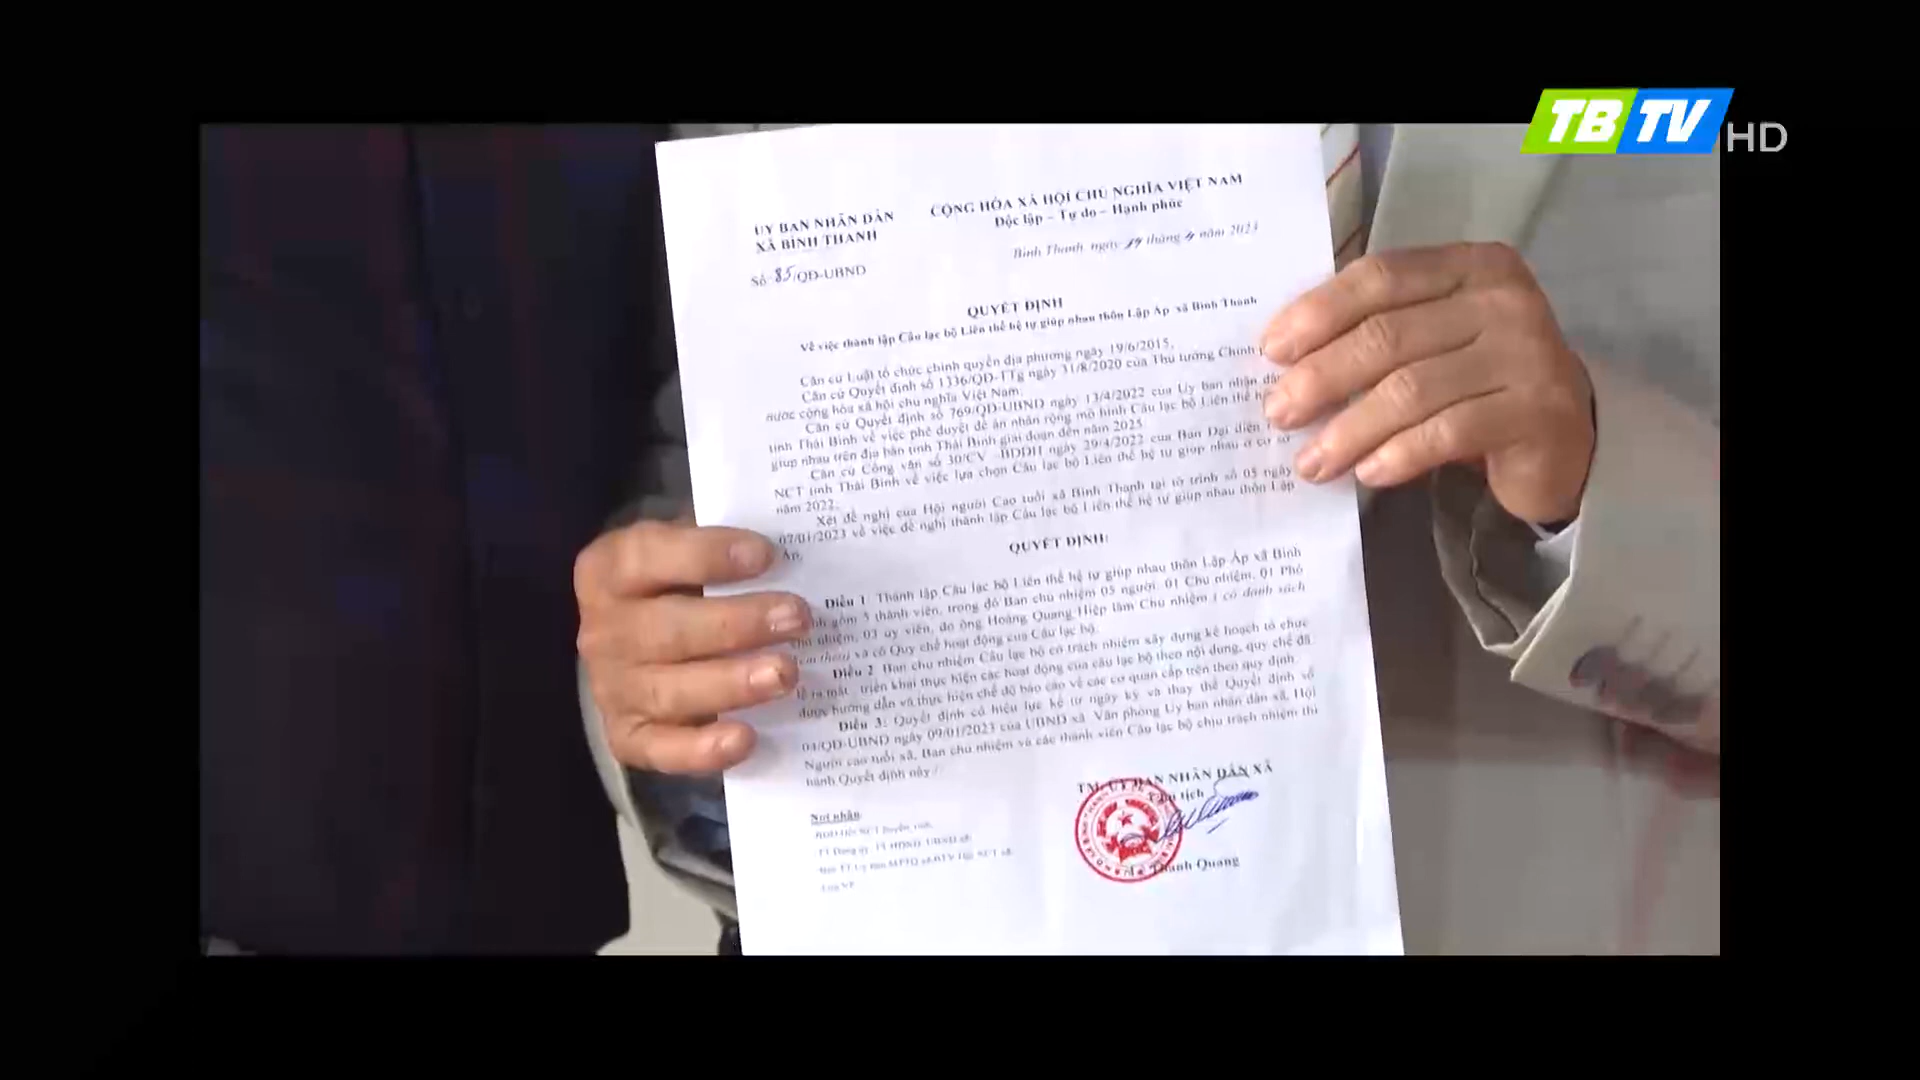 TBTV HD
ỦY BAN NHÂN DÂN
XÃ BÌNH THANH
CỘNG HÒA XÃ HỘI CHỦ NGHĨA VIỆT NAM
Độc lập – Tự do – Hạnh phúc
Số: 85/QĐ-UBND
Bình Thanh, ngày tháng 4 năm 2023
QUYẾT ĐỊNH
Về việc thành lập Câu lạc bộ Liên thế hệ tự giúp nhau thôn Lập Ấp xã Bình Thanh
Căn cứ Luật tổ chức chính quyền địa phương ngày 19/6/2015;
Căn cứ Quyết định số 1336/QĐ-TTg ngày 31/8/2020 của Thủ tướng Chính
nước cộng hòa xã hội chủ nghĩa Việt Nam;
Căn cứ Quyết định số 769/QĐ-UBND ngày 13/4/2022 của Ủy ban nhân dân
tỉnh Thái Bình về việc phê duyệt đề án nhân rộng mô hình Câu lạc bộ Liên thế hệ
giúp nhau trên địa bàn tỉnh Thái Bình giai đoạn đến năm 2025.
Căn cứ Công văn số 30/CV -BDDH ngày 29/4/2022 của Ban Đại diện
NCT tỉnh Thái Bình về việc lựa chọn Câu lạc bộ Liên thế hệ tự giúp nhau ở cơ sở
năm 2022;
Xét đề nghị của Hội người Cao tuổi xã Bình Thanh tại tờ trình số 05 ngày
07/01/2023 về việc đề nghị thành lập Câu lạc bộ Liên thế hệ tự giúp nhau thôn Lập
Ấp,
QUYẾT ĐỊNH:
Điều 1. Thành lập Câu lạc bộ Liên thế hệ tự giúp nhau thôn Lập Ấp xã Bình
gồm 5 thành viên, trong đó Ban chủ nhiệm 05 người: 01 Chủ nhiệm, 01 Phó
nhiệm, 03 ủy viên, do ông Hoàng Quang Hiệp làm Chủ nhiệm ( có danh sách
kèm theo) và có Quy chế hoạt động của Câu lạc bộ.
Điều 2. Ban chủ nhiệm Câu lạc bộ có trách nhiệm xây dựng kế hoạch tổ chức
lễ ra mắt, triển khai thực hiện các hoạt động của câu lạc bộ theo nội dung, quy chế đã
được hướng dẫn và thực hiện chế độ báo cáo về các cơ quan cấp trên theo quy định.
Điều 3: Quyết định có hiệu lực kể từ ngày ký và thay thế Quyết định số
04/QĐ-UBND ngày 09/01/2023 của UBND xã. Văn phòng Ủy ban nhân dân xã, Hội
Người cao tuổi xã, Ban chủ nhiệm và các thành viên Câu lạc bộ chịu trách nhiệm thi
hành Quyết định này./.
TM. ỦY BAN NHÂN DÂN XÃ
Chủ tịch
Nơi nhận:
Lưu VP.
Thanh Quang